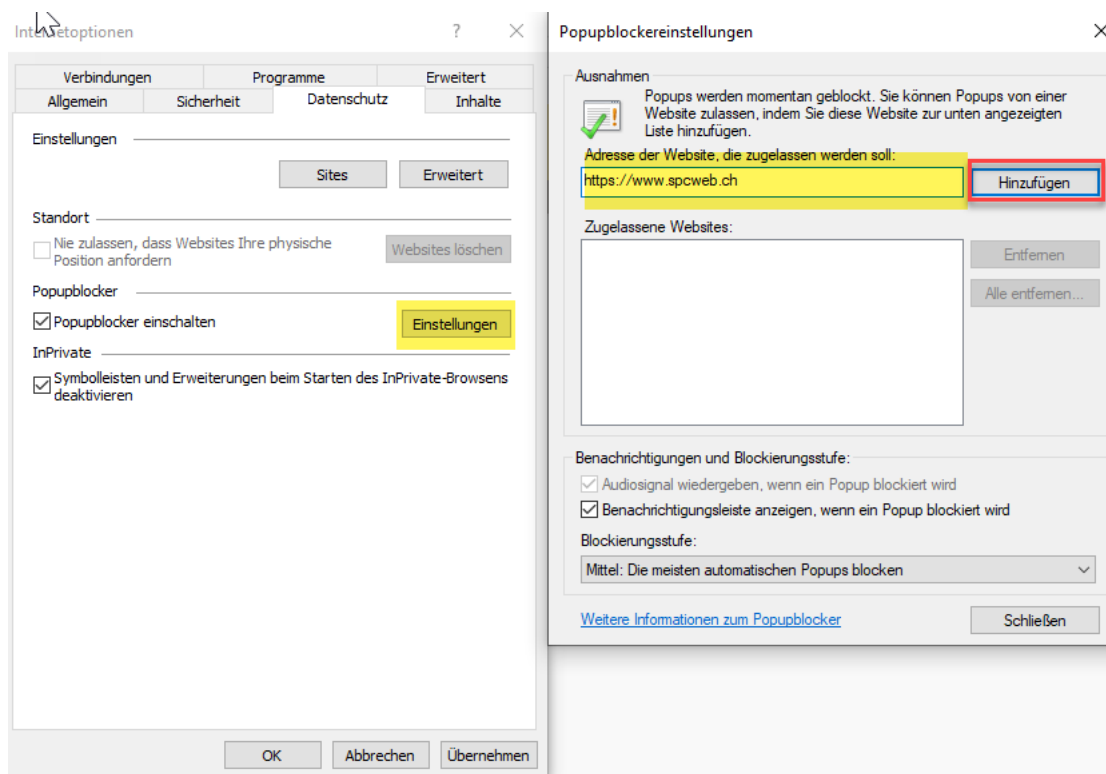 Internetoptionen
?
Verbindungen Programme Erweitert
Allgemein Sicherheit Datenschutz Inhalte
Einstellungen
Sites Erweitert
Standort
Nie zulassen, dass Websites Ihre physische
Position anfordern
Websites löschen
Popupblocker
Popupblocker einschalten
Einstellungen
InPrivate
Symbolleisten und Erweiterungen beim Starten des InPrivate-Browsens
deaktivieren
OK Abbrechen Übernehmen
Popupblockereinstellungen
Ausnahmen
Popups werden momentan geblockt. Sie können Popups von einer
Website zulassen, indem Sie diese Website zur unten angezeigten
Liste hinzufügen.
Adresse der Website, die zugelassen werden soll:
https://www.spcweb.ch
Hinzufügen
Zugelassene Websites:
Entfernen
Alle entfernen...
Benachrichtigungen und Blockierungsstufe:
Audiosignal wiedergeben, wenn ein Popup blockiert wird
Benachrichtigungsleiste anzeigen, wenn ein Popup blockiert wird
Blockierungsstufe:
Mittel: Die meisten automatischen Popups blocken
Weitere Informationen zum Popupblocker
Schließen